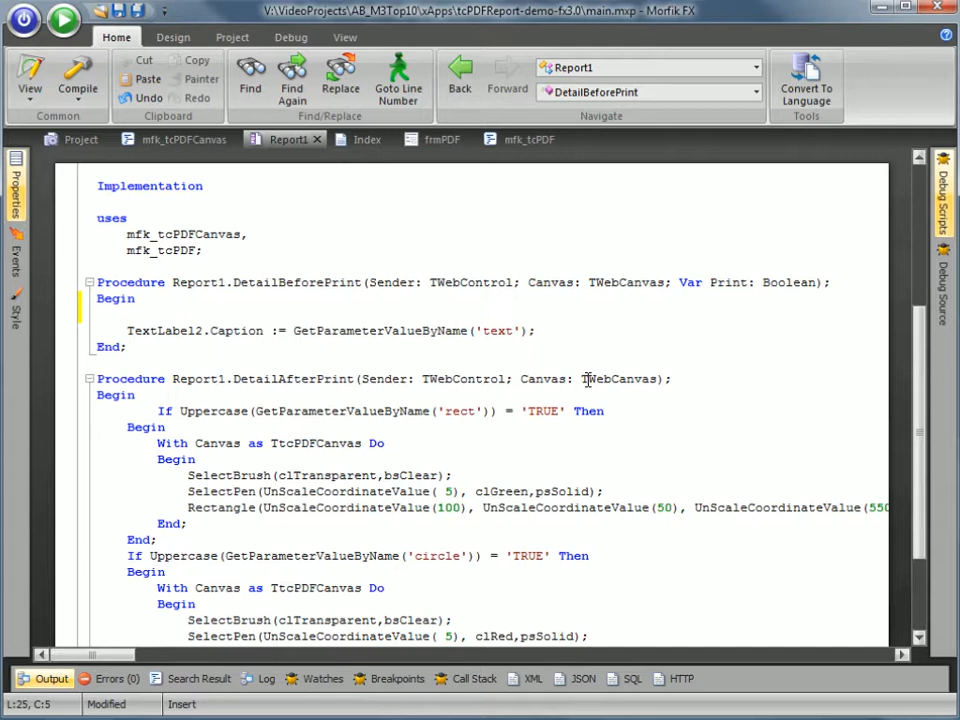 V:\VideoProjects\AB_M3Top10\xApps\tcPDFReport-demo-fx3.0\main.mxp - Morfik FX
Home Design Project Debug View
View
Compile
Common
Cut Copy
Paste Painter
Undo Redo
Clipboard
Find
Find Again
Replace
Goto Line Number
Find/Replace
Back
Forward
Report1
DetailBeforePrint
Navigate
Convert To Language
Tools
Project mfk_tcPDFCanvas Report1 Index frmPDF mfk_tcPDF
Properties
Events
Style
Debug Scripts
Debug Source
Implementation
uses
mfk_tcPDFCanvas,
mfk_tcPDF;
Procedure Report1.DetailBeforePrint(Sender: TWebControl; Canvas: TWebCanvas; Var Print: Boolean);
Begin
TextLabel2.Caption := GetParameterValueByName('text');
End;
Procedure Report1.DetailAfterPrint(Sender: TWebControl; Canvas: TWebCanvas);
Begin
If Uppercase(GetParameterValueByName('rect')) = 'TRUE' Then
Begin
With Canvas as TtcPDFCanvas Do
Begin
SelectBrush(clTransparent,bsClear);
SelectPen(UnScaleCoordinateValue( 5), clGreen,psSolid);
Rectangle(UnScaleCoordinateValue(100), UnScaleCoordinateValue(50), UnScaleCoordinateValue(550
End;
End;
If Uppercase(GetParameterValueByName('circle')) = 'TRUE' Then
Begin
With Canvas as TtcPDFCanvas Do
Begin
SelectBrush(clTransparent,bsClear);
SelectPen(UnScaleCoordinateValue( 5), clRed,psSolid);
Output Errors (0) Search Result Log Watches Breakpoints Call Stack XML JSON SQL HTTP
L:25, C:5 Modified Insert